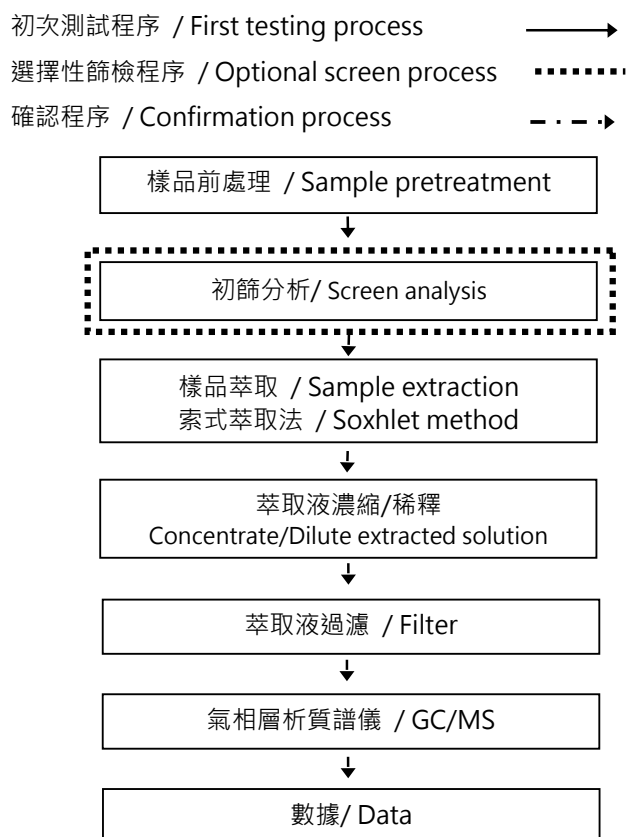 初次測試程序 / First testing process
選擇性篩檢程序 / Optional screen process
確認程序 / Confirmation process
樣品前處理 / Sample pretreatment
初篩分析/ Screen analysis
樣品萃取 / Sample extraction
索式萃取法 / Soxhlet method
萃取液濃縮/稀釋
Concentrate/Dilute extracted solution
萃取液過濾 / Filter
氣相層析質譜儀 / GC/MS
數據/ Data